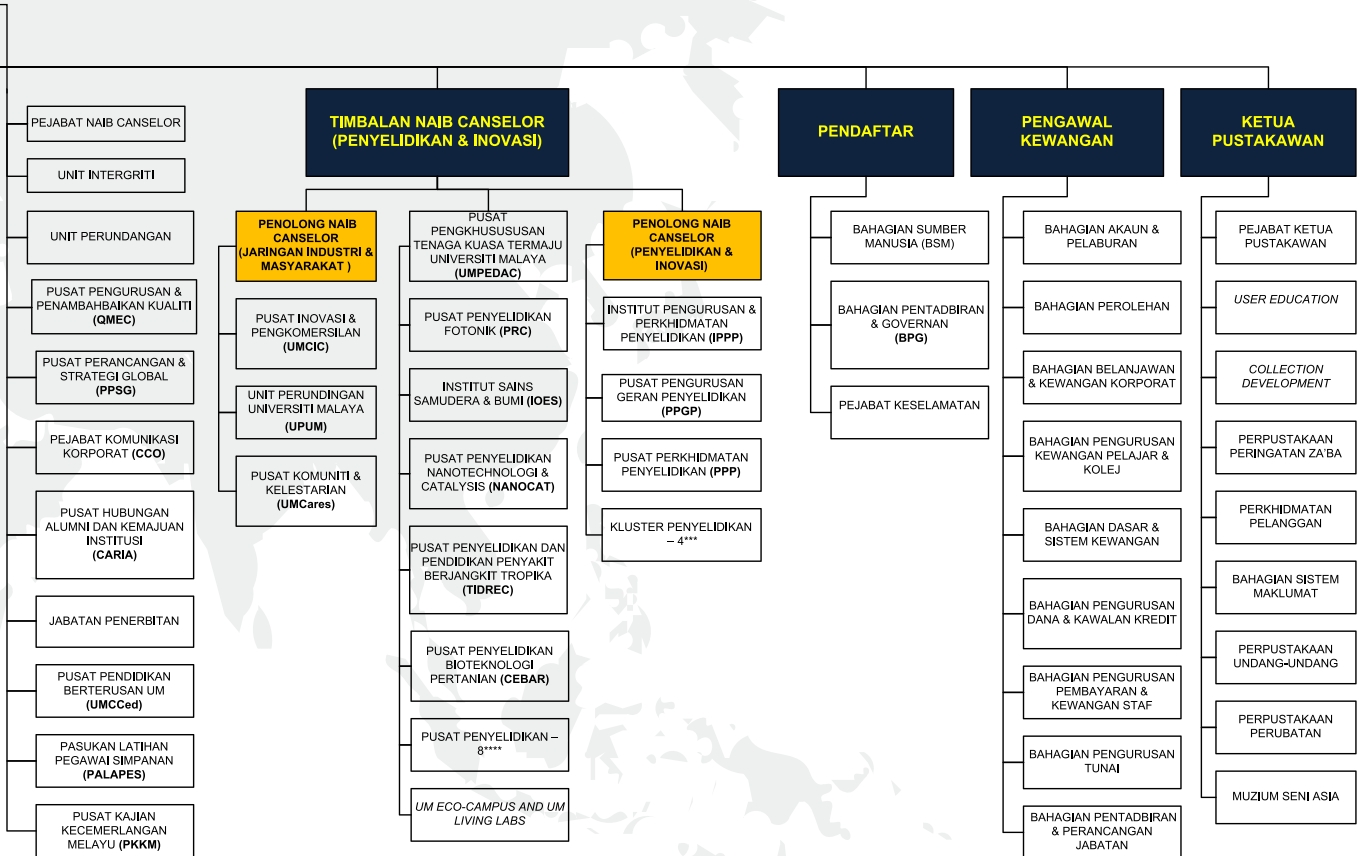 PEJABAT NAIB CANSELOR
UNIT INTERGRITI
UNIT PERUNDANGAN
PUSAT PENGURUSAN &
PENAMBAHBAIKAN KUALITI
(QMEC)
PUSAT PERANCANGAN &
STRATEGI GLOBAL
(PPSG)
PEJABAT KOMUNIKASI
KORPORAT (CCO)
PUSAT HUBUNGAN
ALUMNI DAN KEMAJUAN
INSTITUSI
(CARIA)
JABATAN PENERBITAN
PUSAT PENDIDIKAN
BERTERUSAN UM
(UMCCed)
PASUKAN LATIHAN
PEGAWAI SIMPANAN
(PALAPES)
PUSAT KAJIAN
KECEMERLANGAN
MELAYU (PKKM)
TIMBALAN NAIB CANSELOR
(PENYELIDIKAN & INOVASI)
PENOLONG NAIB
CANSELOR
(JARINGAN INDUSTRI &
MASYARAKAT )
PUSAT INOVASI &
PENGKOMERSILAN
(UMCIC)
UNIT PERUNDINGAN
UNIVERSITI MALAYA
(UPUM)
PUSAT KOMUNITI &
KELESTARIAN
(UMCares)
PUSAT
PENGKHUSUSUSAN
TENAGA KUASA TERMAJU
UNIVERSITI MALAYA
(UMPEDAC)
PUSAT PENYELIDIKAN
FOTONIK (PRC)
INSTITUT SAINS
SAMUDERA & BUMI (IOES)
PUSAT PENYELIDIKAN
NANOTECHNOLOGI &
CATALYSIS (NANOCAT)
PUSAT PENYELIDIKAN DAN
PENDIDIKAN PENYAKIT
BERJANGKIT TROPIKA
(TIDREC)
PUSAT PENYELIDIKAN
BIOTEKNOLOGI
PERTANIAN (CEBAR)
PUSAT PENYELIDIKAN –
8****
UM ECO-CAMPUS AND UM
LIVING LABS
PENOLONG NAIB
CANSELOR
(PENYELIDIKAN &
INOVASI)
INSTITUT PENGURUSAN &
PERKHIDMATAN
PENYELIDIKAN (IPPP)
PUSAT PENGURUSAN
GERAN PENYELIDIKAN
(PPGP)
PUSAT PERKHIDMATAN
PENYELIDIKAN (PPP)
KLUSTER PENYELIDIKAN
– 4***
PENDAFTAR
BAHAGIAN SUMBER
MANUSIA (BSM)
BAHAGIAN PENTADBIRAN
& GOVERNAN
(BPG)
PEJABAT KESELAMATAN
PENGAWAL
KEWANGAN
BAHAGIAN AKAUN &
PELABURAN
BAHAGIAN PEROLEHAN
BAHAGIAN BELANJAWAN
& KEWANGAN KORPORAT
BAHAGIAN PENGURUSAN
KEWANGAN PELAJAR &
KOLEJ
BAHAGIAN DASAR &
SISTEM KEWANGAN
BAHAGIAN PENGURUSAN
DANA & KAWALAN KREDIT
BAHAGIAN PENGURUSAN
PEMBAYARAN &
KEWANGAN STAF
BAHAGIAN PENGURUSAN
TUNAI
BAHAGIAN PENTADBIRAN
& PERANCANGAN
JABATAN
KETUA
PUSTAKAWAN
PEJABAT KETUA
PUSTAKAWAN
USER EDUCATION
COLLECTION
DEVELOPMENT
PERPUSTAKAAN
PERINGATAN ZA'BA
PERKHIDMATAN
PELANGGAN
BAHAGIAN SISTEM
MAKLUMAT
PERPUSTAKAAN
UNDANG-UNDANG
PERPUSTAKAAN
PERUBATAN
MUZIUM SENI ASIA